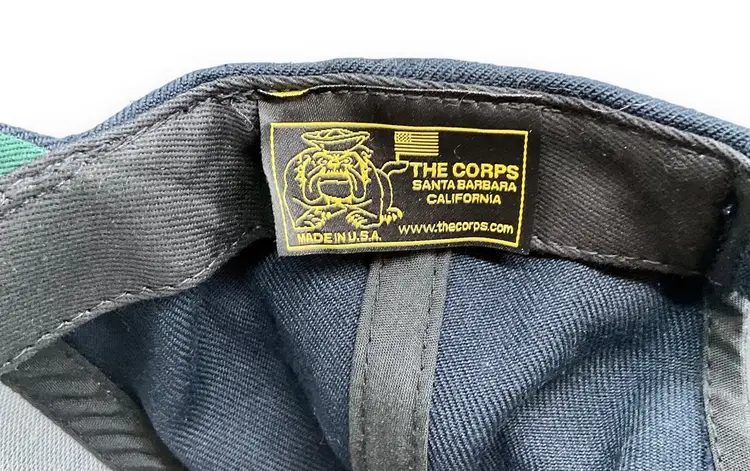 THE CORPS
SANTA BARBARA
CALIFORNIA
MADE IN U.S.A. www.thecorps.com